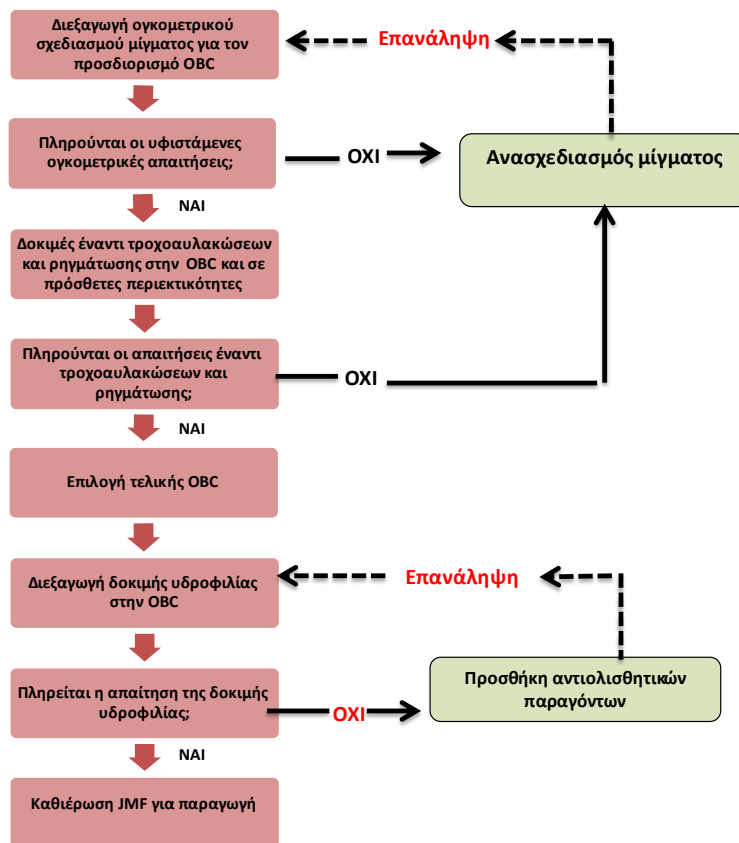 Διεξαγωγή ογκομετρικού
σχεδιασμού μίγματος για τον
προσδιορισμό OBC
Επανάληψη
Πληρούνται οι υφιστάμενες
ογκομετρικές απαιτήσεις;
ΟΧΙ
Ανασχεδιασμός μίγματος
ΝΑΙ
Δοκιμές έναντι τροχοαυλακώσεων
και ρηγμάτωσης στην OBC και σε
πρόσθετες περιεκτικότητες
Πληρούνται οι απαιτήσεις έναντι
τροχοαυλακώσεων και
ρηγμάτωσης;
ΟΧΙ
ΝΑΙ
Επιλογή τελικής OBC
Διεξαγωγή δοκιμής υδροφιλίας
στην OBC
Επανάληψη
Πληρείται η απαίτηση της δοκιμής
υδροφιλίας;
ΟΧΙ
Προσθήκη αντιολισθητικών
παραγόντων
ΝΑΙ
Καθιέρωση JMF για παραγωγή